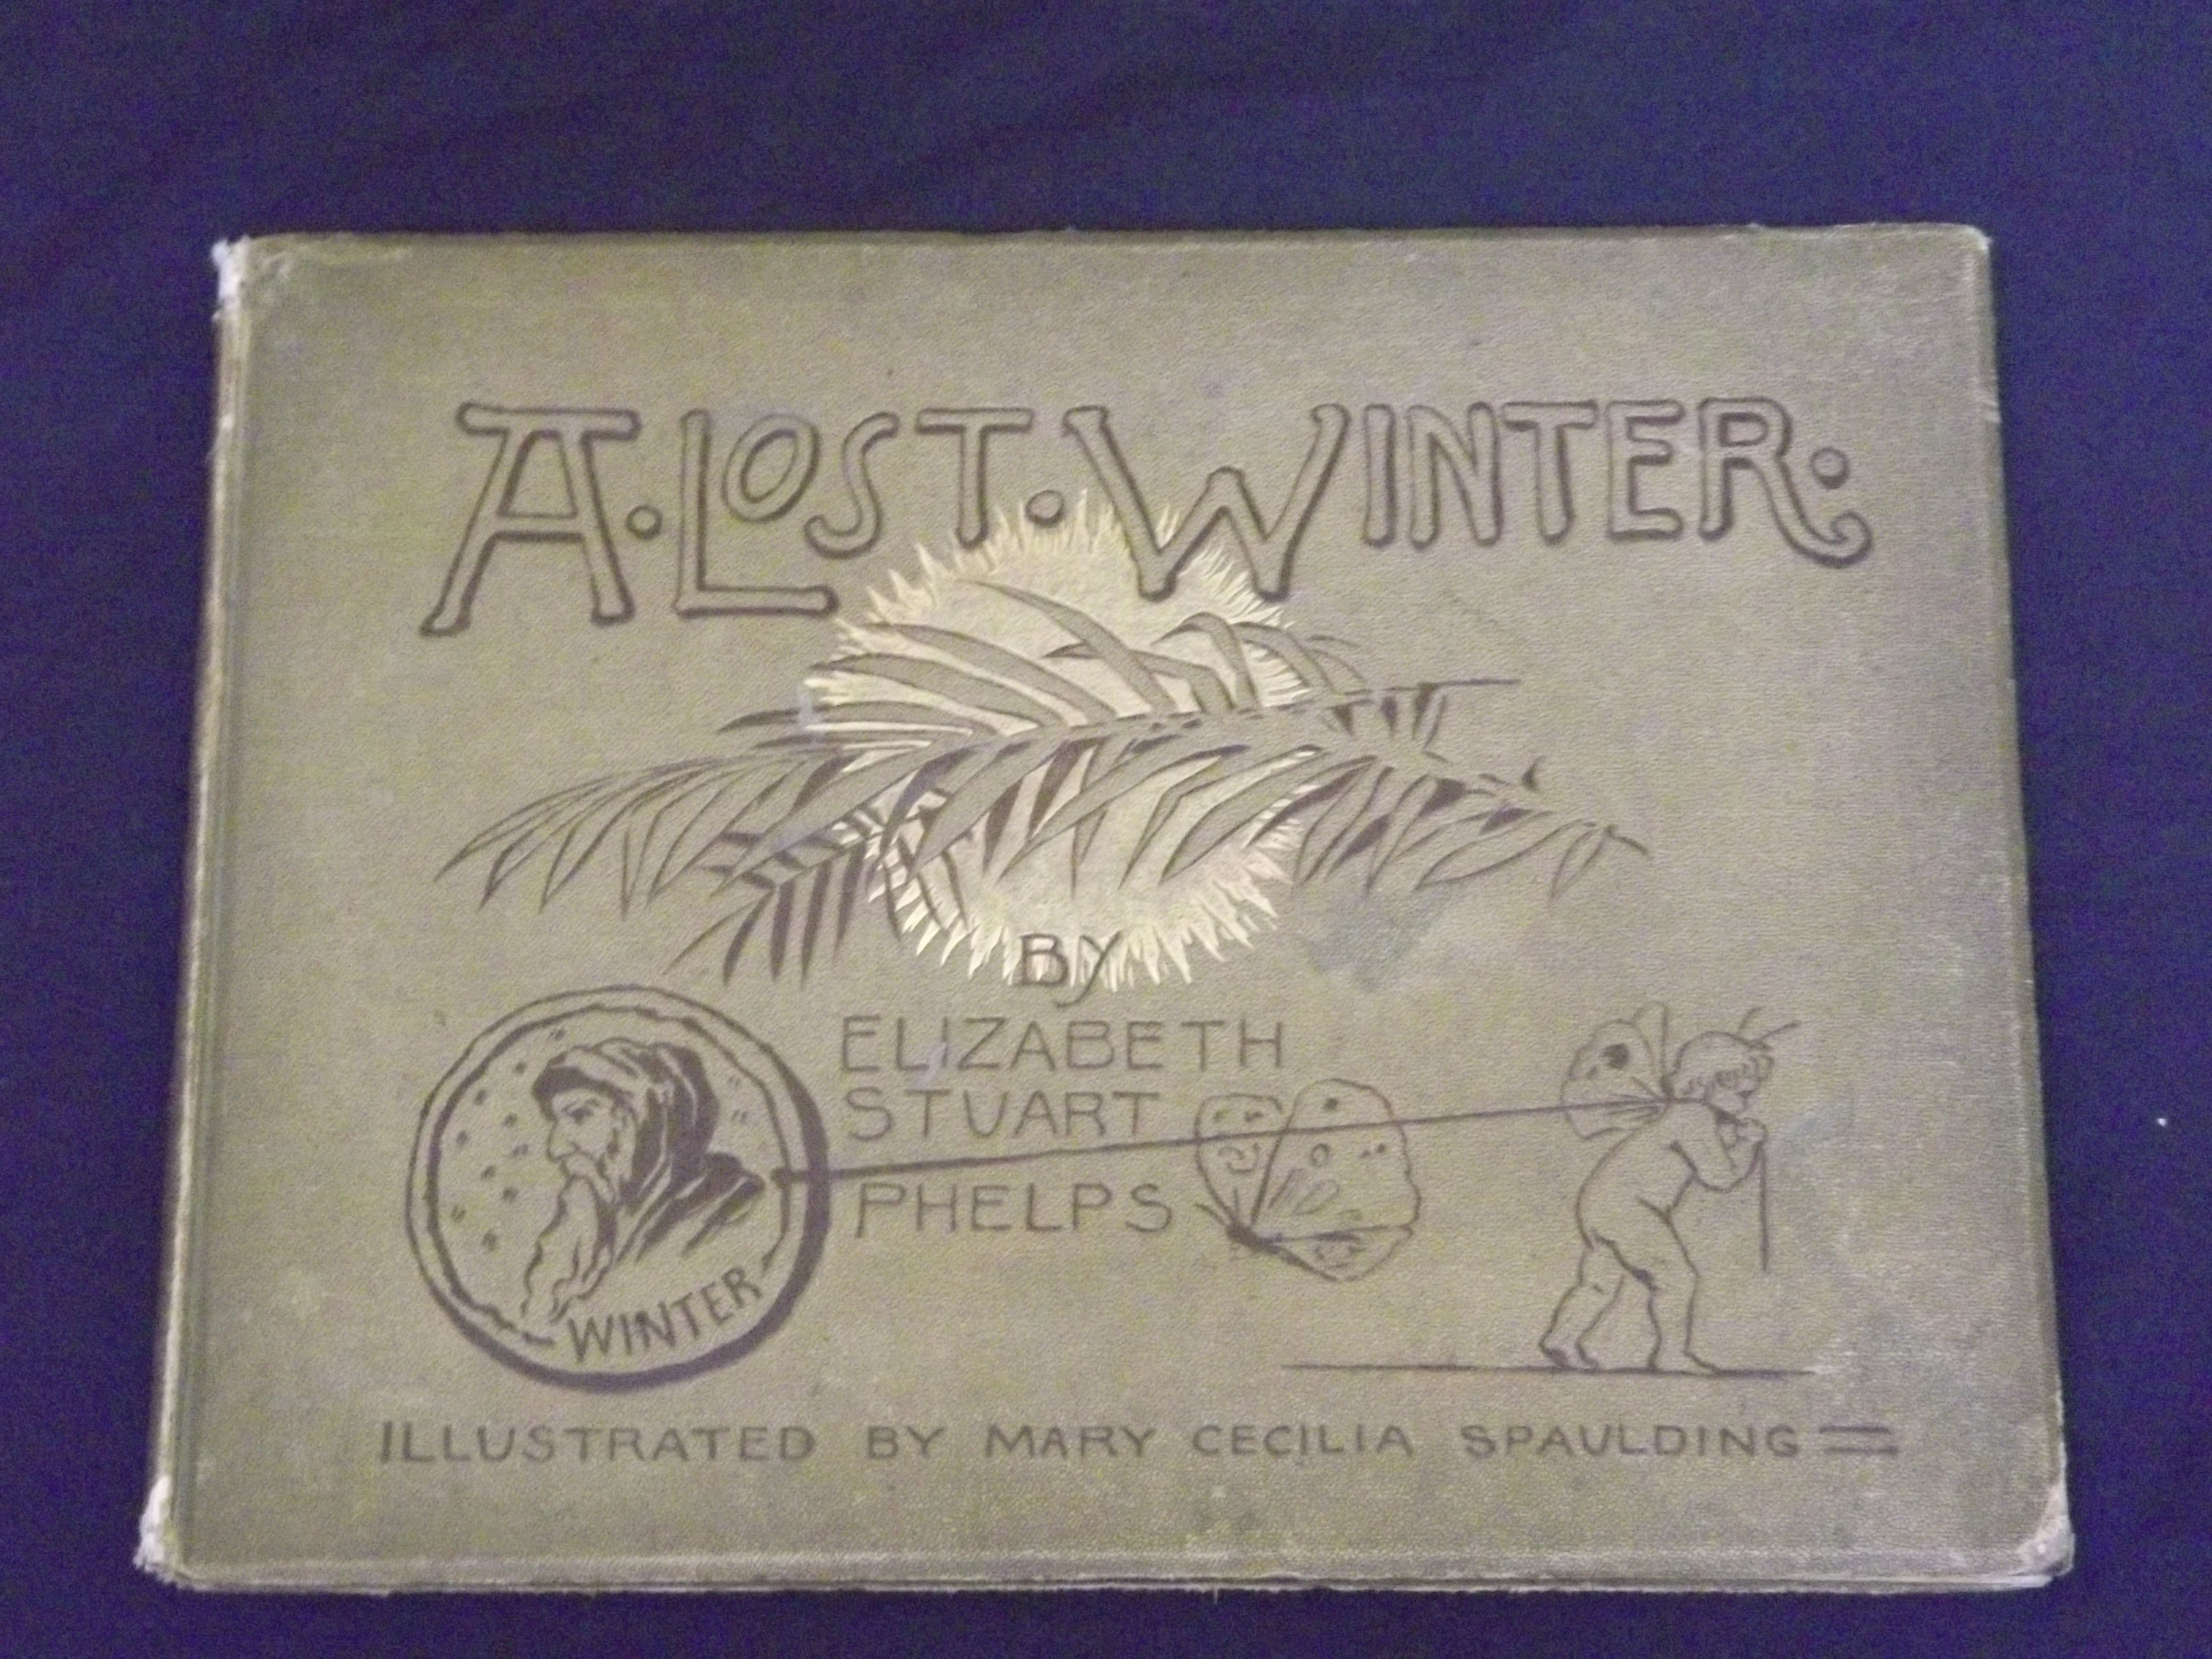 A·LOST·WINTER·
BY
ELIZABETH
STUART
PHELPS
WINTER
ILLUSTRATED BY MARY CECILIA SPAULDING